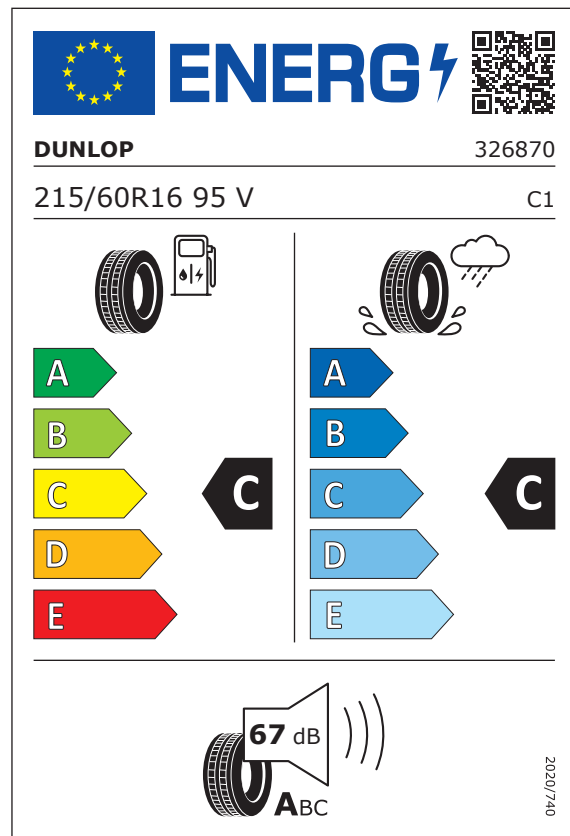 ENERG
DUNLOP 326870
215/60R16 95 V C1
A A
B B
C C C C
D D
E E
67 dB
ABC
2020/740